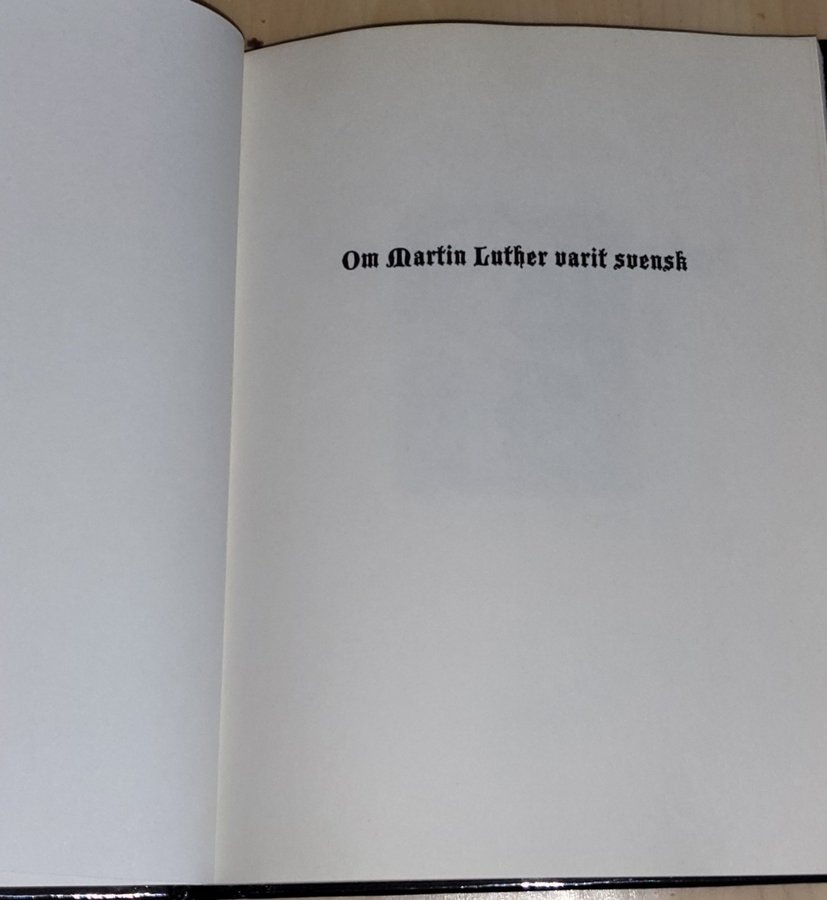 Om Martin Luther varit svensk